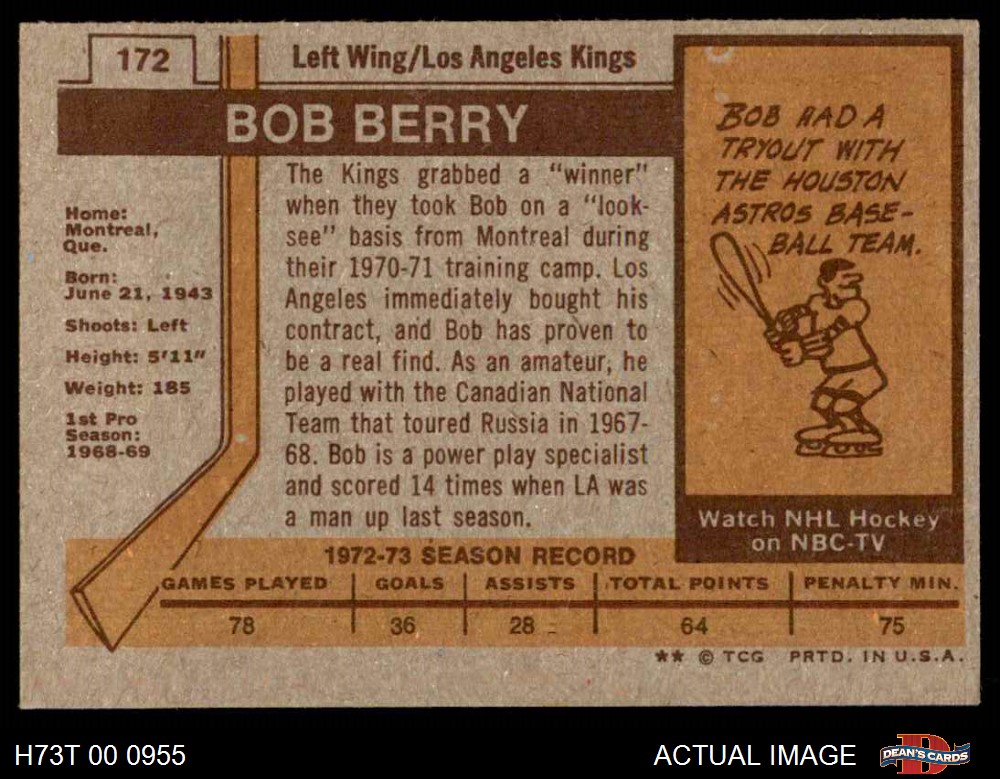 172
Left Wing/Los Angeles Kings
BOB BERRY
Home:
Montreal,
Que.
Born:
June 21, 1943
Shoots: Left
Height: 5'11"
Weight: 185
1st Pro
Season:
1968-69
The Kings grabbed a "winner"
when they took Bob on a "look-
see" basis from Montreal during
their 1970-71 training camp. Los
Angeles immediately bought his
contract, and Bob has proven to
be a real find. As an amateur, he
played with the Canadian National
Team that toured Russia in 1967-
68. Bob is a power play specialist
and scored 14 times when LA was
a man up last season.
BOB HAD A
TRYOUT WITH
THE HOUSTON
ASTROS BASE-
BALL TEAM.
Watch NHL Hockey
on NBC-TV
1972-73 SEASON RECORD
GAMES PLAYED GOALS ASSISTS TOTAL POINTS PENALTY MIN.
78 36 28 64 75
** © TCG PRTD. IN U.S.A.
H73T 00 0955 ACTUAL IMAGE DEAN'S CARDS